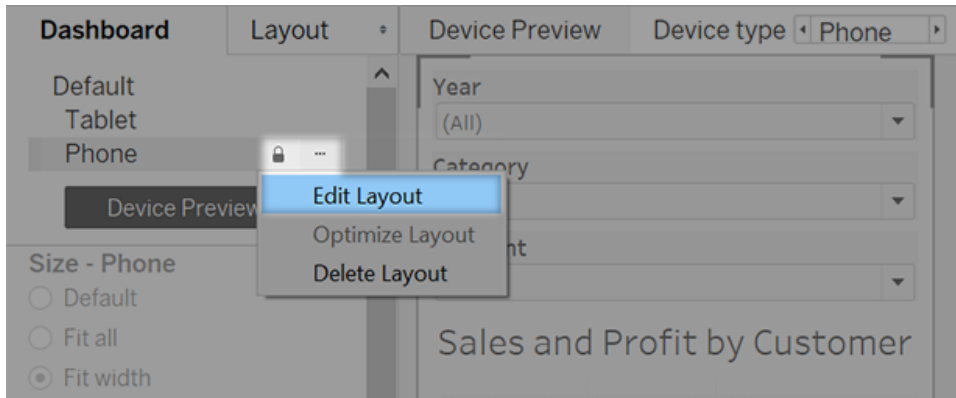 Dashboard Layout Device Preview Device type Phone
Default
Tablet
Phone
Device Preview
Edit Layout
Optimize Layout
Delete Layout
Size - Phone
Default
Fit all
Fit width
Year
(All)
Category
nt
Sales and Profit by Customer